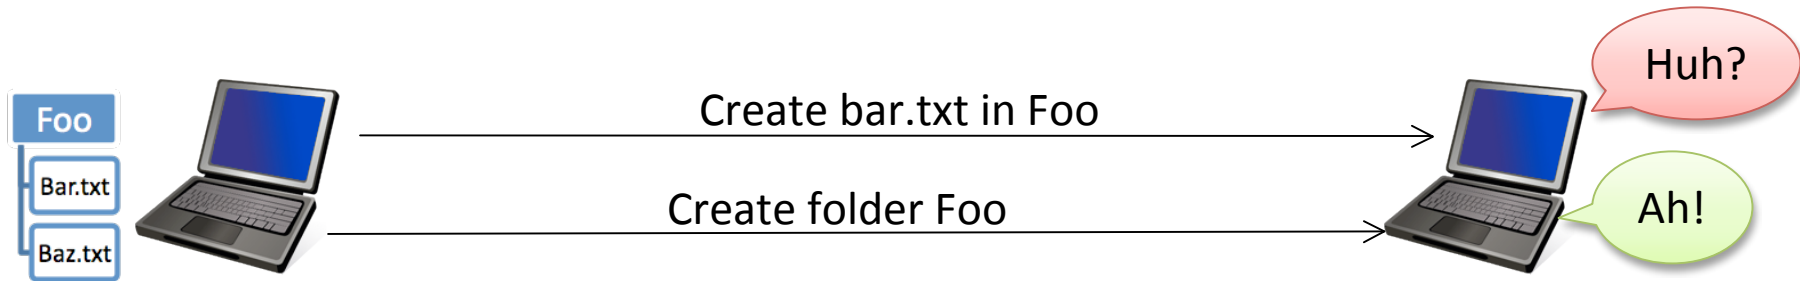 Foo
Bar.txt
Baz.txt
Create bar.txt in Foo
Create folder Foo
Huh?
Ah!